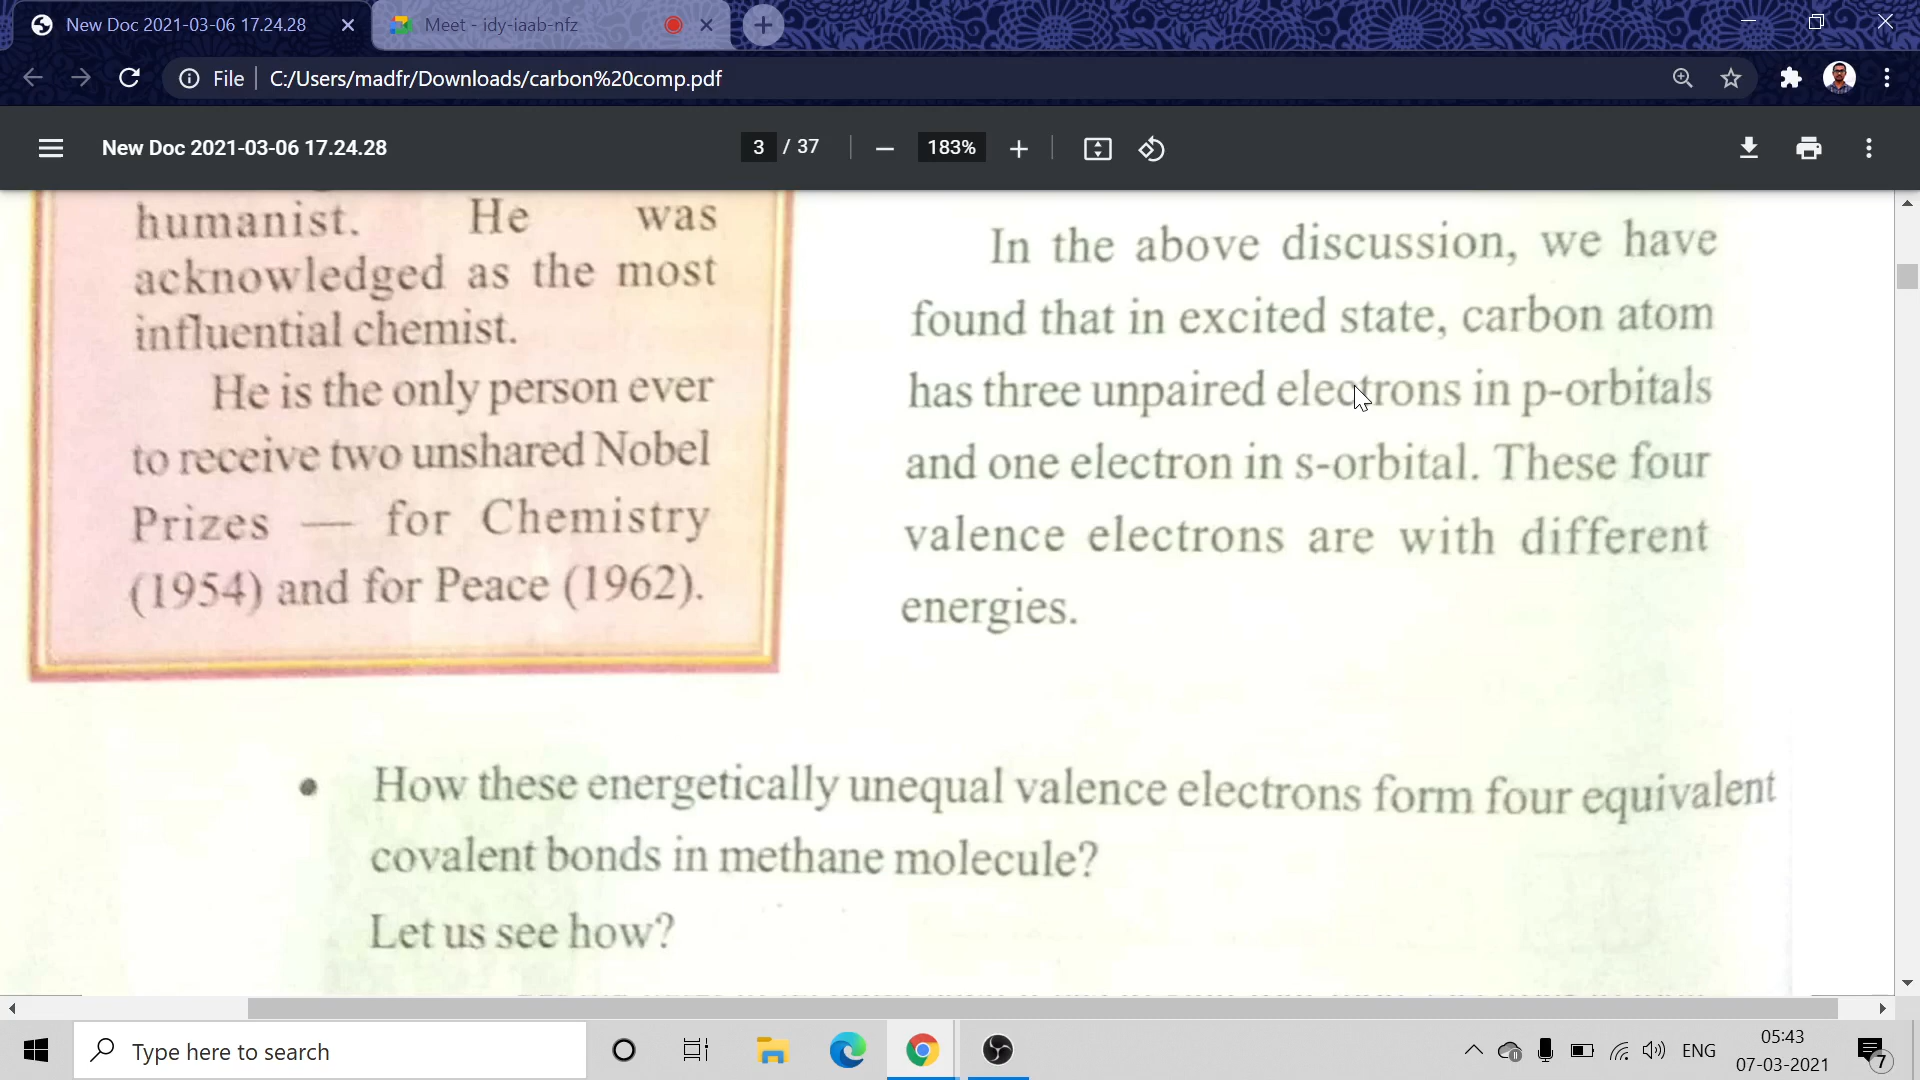 New Doc 2021-03-06 17.24.28
Meet - idy-iaab-nfz
File
C:/Users/madfr/Downloads/carbon%20comp.pdf
New Doc 2021-03-06 17.24.28
3 / 37
183%
humanist. He was
acknowledged as the most
influential chemist.
He is the only person ever
to receive two unshared Nobel
Prizes — for Chemistry
(1954) and for Peace (1962).
In the above discussion, we have
found that in excited state, carbon atom
has three unpaired electrons in p-orbitals
and one electron in s-orbital. These four
valence electrons are with different
energies.
• How these energetically unequal valence electrons form four equivalent
covalent bonds in methane molecule?
Let us see how?
Type here to search
ENG
05:43
07-03-2021
7